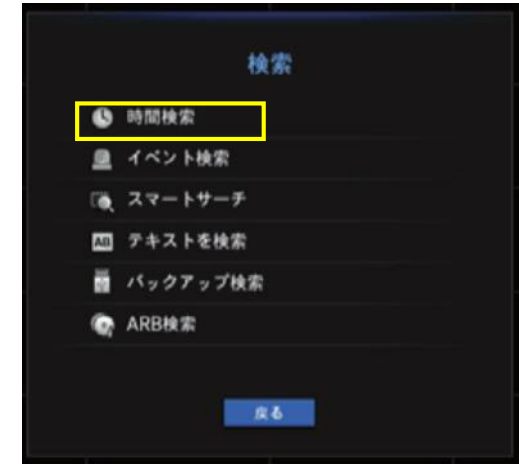 検索
時間検索
イベント検索
スマートサーチ
AB テキストを検索
バックアップ検索
ARB検索
戻る